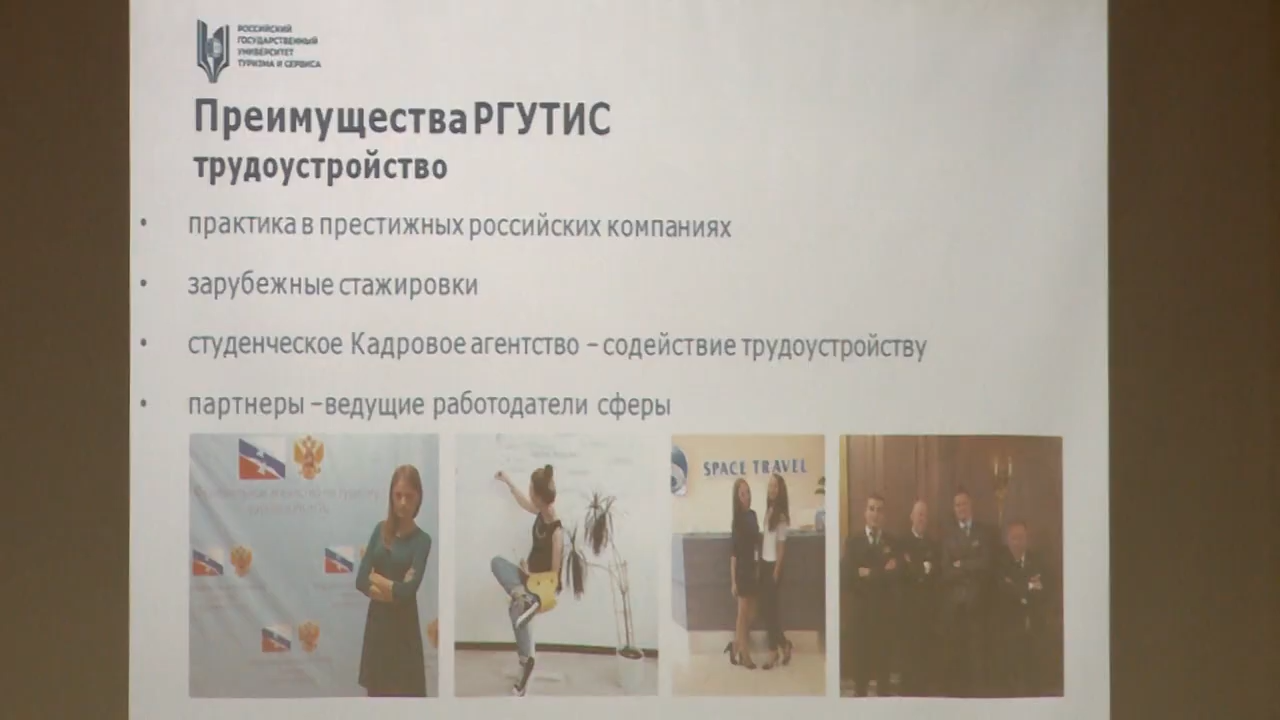 РОССИЙСКИЙ
ГОСУДАРСТВЕННЫЙ
УНИВЕРСИТЕТ
ТУРИЗМА И СЕРВИСА
Преимущества РГУТИС
трудоустройство
• практика в престижных российских компаниях
• зарубежные стажировки
• студенческое Кадровое агентство – содействие трудоустройству
• партнеры –ведущие работодатели сферы
SPACE TRAVEL